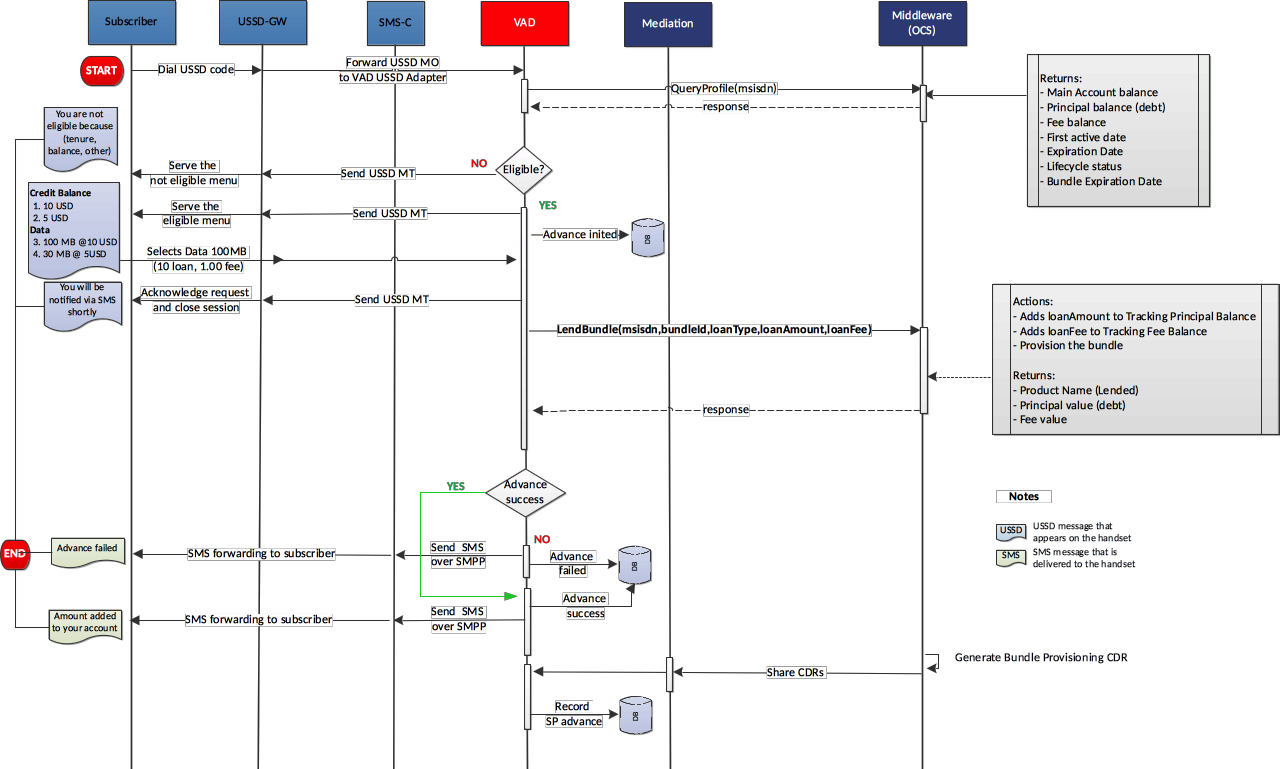 Subscriber
USSD-GW
SMS-C
VAD
Mediation
Middleware
(OCS)
START
Dial USSD code
Forward USSD MO
to VAD USSD Adapter
QueryProfile(msisdn)
response
Returns:
- Main Account balance
- Principal balance (debt)
- Fee balance
- First active date
- Expiration Date
- Lifecycle status
- Bundle Expiration Date
You are not
eligible because
(tenure,
balance, other)
Serve the
not eligible menu
Send USSD MT
NO
Eligible?
YES
Credit Balance
1. 10 USD
2. 5 USD
Data
3. 100 MB @10 USD
4. 30 MB @ 5USD
Serve the
eligible menu
Send USSD MT
Advance inited
DB
Selects Data 100MB
(10 loan, 1.00 fee)
You will be
notified via SMS
shortly
Acknowledge request
and close session
Send USSD MT
LendBundle(msisdn,bundleId,loanType,loanAmount,loanFee)
Actions:
- Adds loanAmount to Tracking Principal Balance
- Adds loanFee to Tracking Fee Balance
- Provision the bundle
Returns:
- Product Name (Lended)
- Principal value (debt)
- Fee value
response
YES
Advance
success
NO
Notes
USSD
USSD message that
appears on the handset
SMS
SMS message that is
delivered to the handset
END
Advance failed
SMS forwarding to subscriber
Send SMS
over SMPP
Advance
failed
DB
Advance
success
Amount added
to your account
SMS forwarding to subscriber
Send SMS
over SMPP
Generate Bundle Provisioning CDR
Share CDRs
Record
SP advance
DB